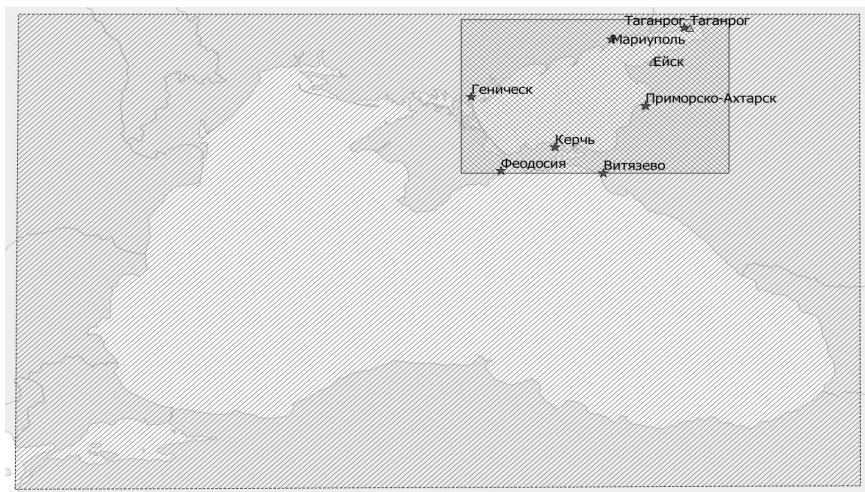 Таганрог Таганрог
Мариуполь
Ейск
Геническ
Приморско-Ахтарск
Керчь
Феодосия
Витязево